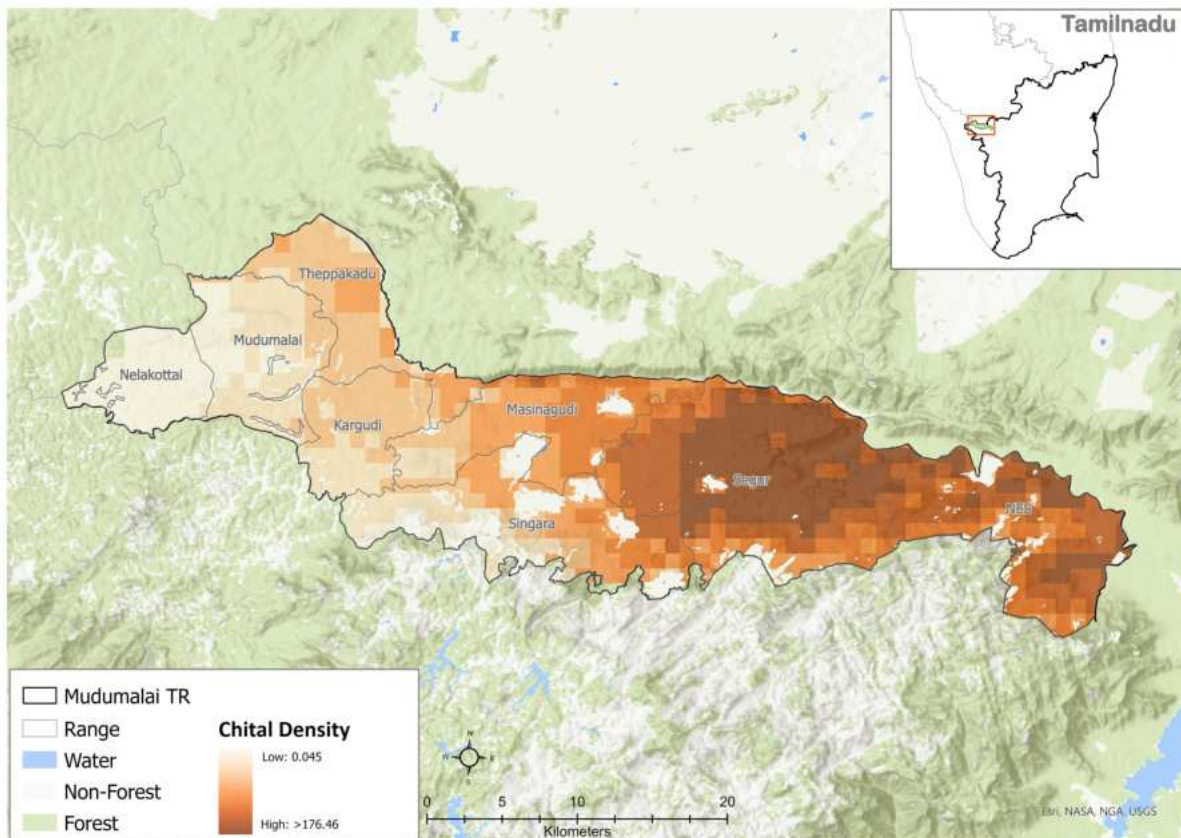 Tamilnadu
Theppakadu
Mudumalai
Nelakottai
Masinagudi
Kargudi
Segur
Singara
Mudumalai TR
Range
Water
Non-Forest
Forest
Chital Density
Low: 0.045
High: >176.46
N
W
E
S
0 5 10 20
Kilometers
Esri, NASA, NGA, USGS